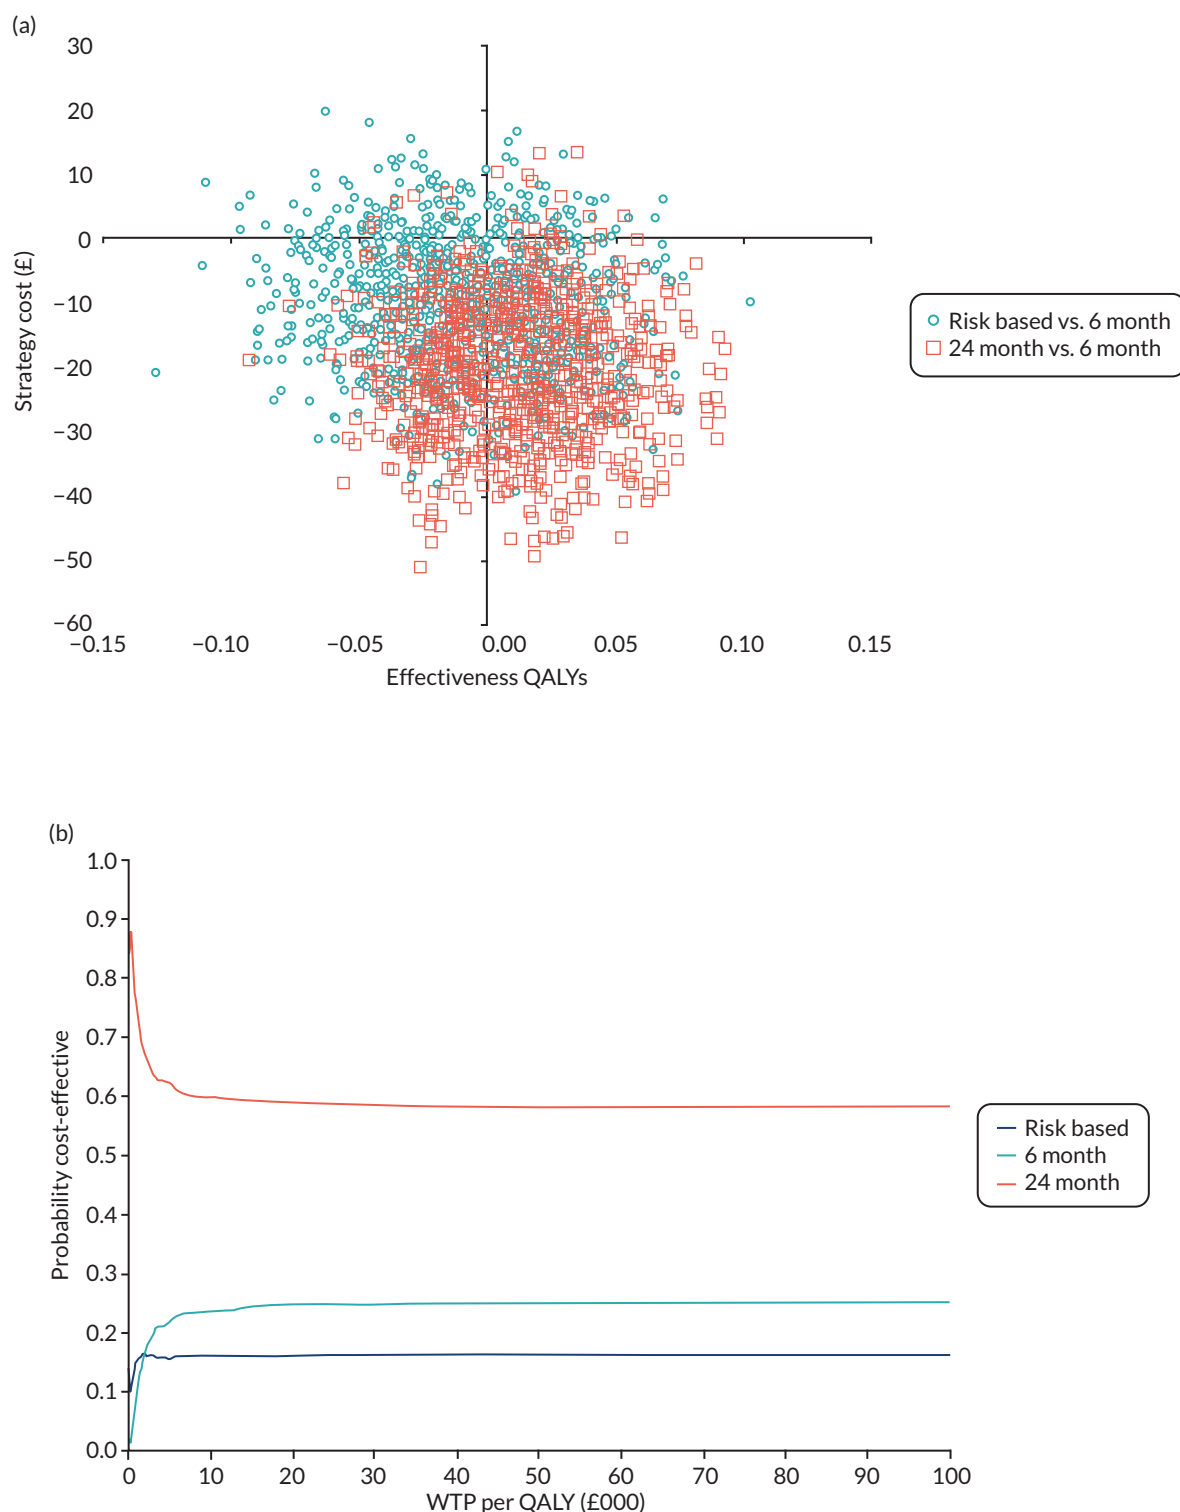 (a)
30
20
10
0
−10
−20
−30
−40
−50
−60
Strategy cost (£)
−0.15 −0.10 −0.05 0.00 0.05 0.10 0.15
Effectiveness QALYs
Risk based vs. 6 month
24 month vs. 6 month
(b)
1.0
0.9
0.8
0.7
0.6
0.5
0.4
0.3
0.2
0.1
0.0
Probability cost-effective
0 10 20 30 40 50 60 70 80 90 100
WTP per QALY (£000)
Risk based
6 month
24 month